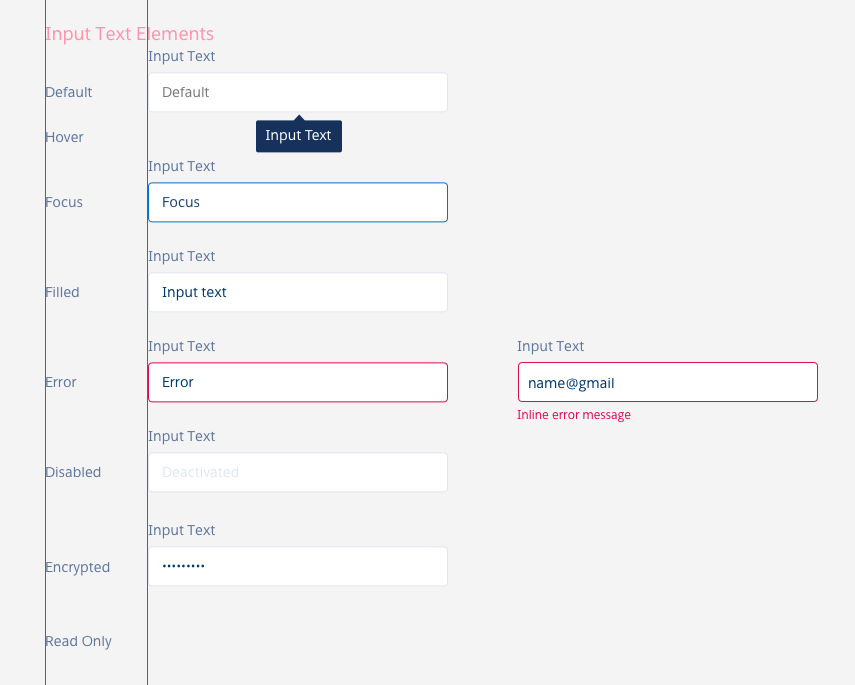 Input Text Elements
Input Text
Default
Default
Hover
Input Text
Input Text
Focus
Focus
Input Text
Filled
Input text
Input Text
Input Text
Error
Error
name@gmail
Inline error message
Input Text
Disabled
Deactivated
Input Text
Encrypted
•••••••••
Read Only